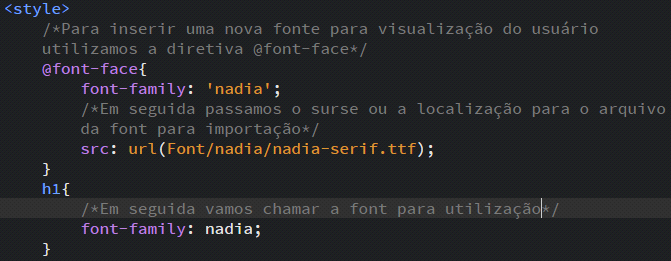 <style>
/*Para inserir uma nova fonte para visualização do usuário
utilizamos a diretiva @font-face*/
@font-face{
font-family: 'nadia';
/*Em seguida passamos o surse ou a localização para o arquivo
da font para importação*/
src: url(Font/nadia/nadia-serif.ttf);
}
h1{
/*Em seguida vamos chamar a font para utilização*/
font-family: nadia;
}